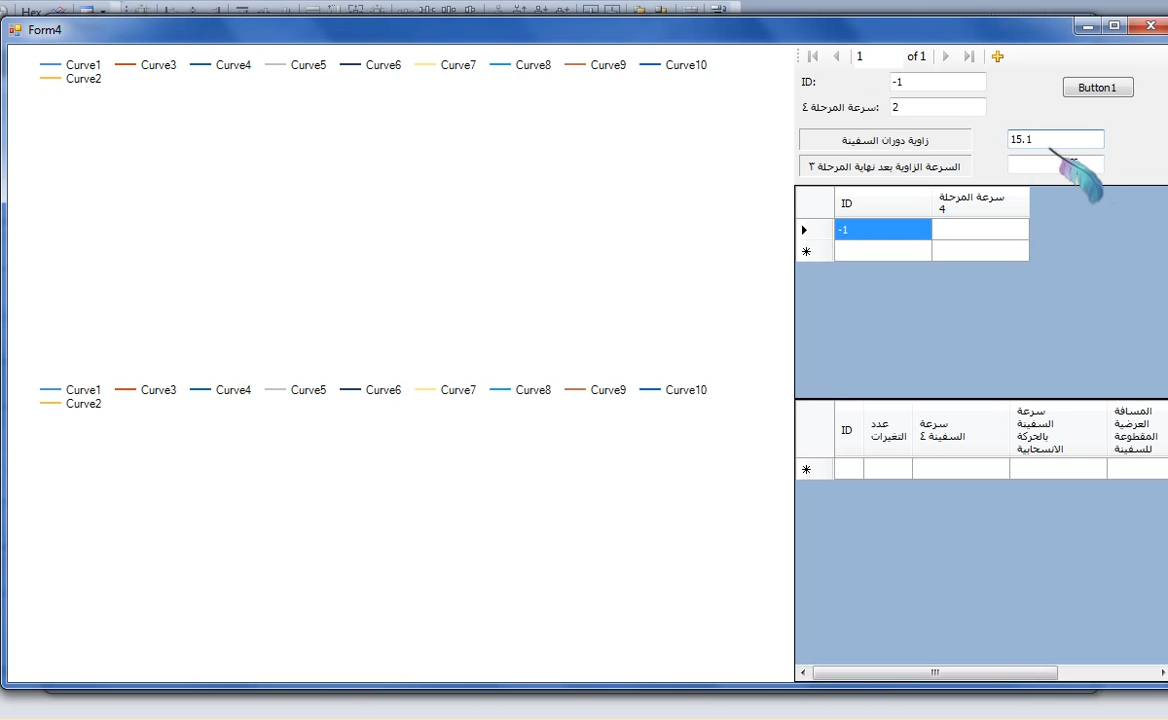 Hex
Form4
Curve1 Curve3 Curve4 Curve5 Curve6 Curve7 Curve8 Curve9 Curve10
Curve2
1 of 1
ID: -1
Button1
سرعة المرحلة ٤: 2
زاوية دوران السفينة 15.1
السرعة الزاوية بعد نهاية المرحلة ٣
ID سرعة المرحلة
4
-1
Curve1 Curve3 Curve4 Curve5 Curve6 Curve7 Curve8 Curve9 Curve10
Curve2
ID
عدد
التغيرات
سرعة
السفينة ٤
سرعة
السفينة
بالحركة
الانسحابية
المسافة
العرضية
المقطوعة
للسفينة